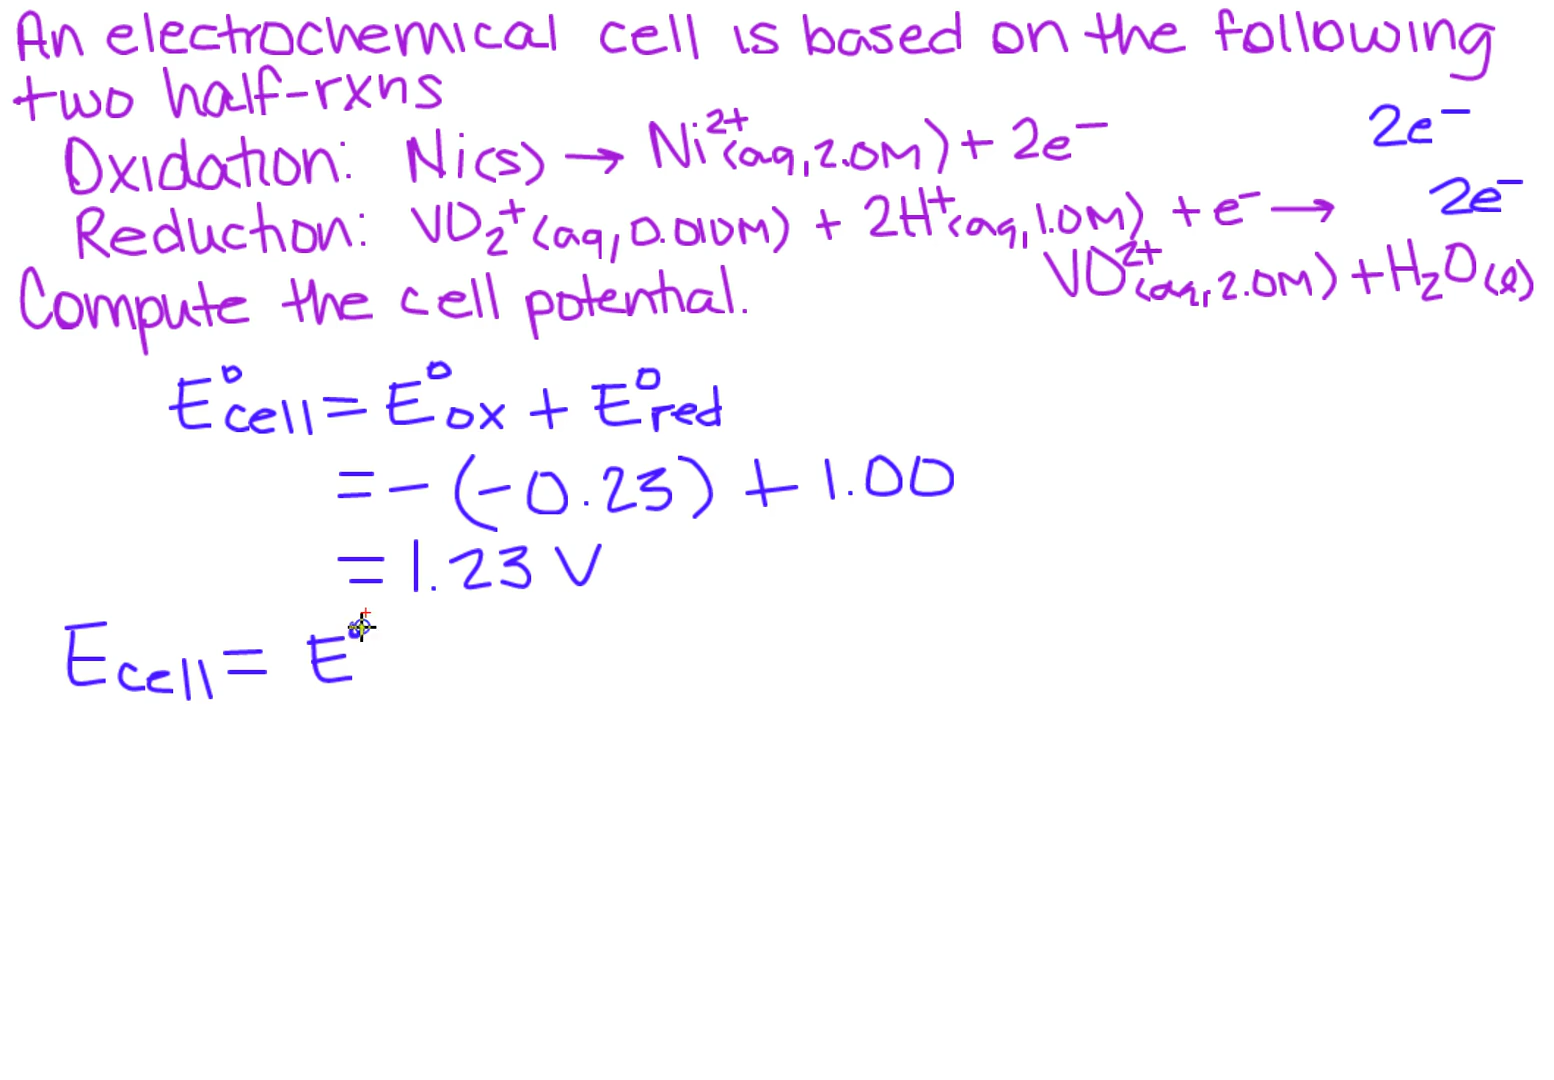 An electrochemical cell is based on the following
two half-rxns
2e⁻
Oxidation: Ni(s) → Ni²⁺(aq, 2.0M) + 2e⁻
2e⁻
Reduction: VO₂⁺(aq, 0.010M) + 2H⁺(aq, 1.0M) + e⁻ →
VO²⁺(aq, 2.0M) + H₂O(l)
Compute the cell potential.
E°cell = E°ox + E°red
= -(-0.23) + 1.00
= 1.23 V
Ecell = E°